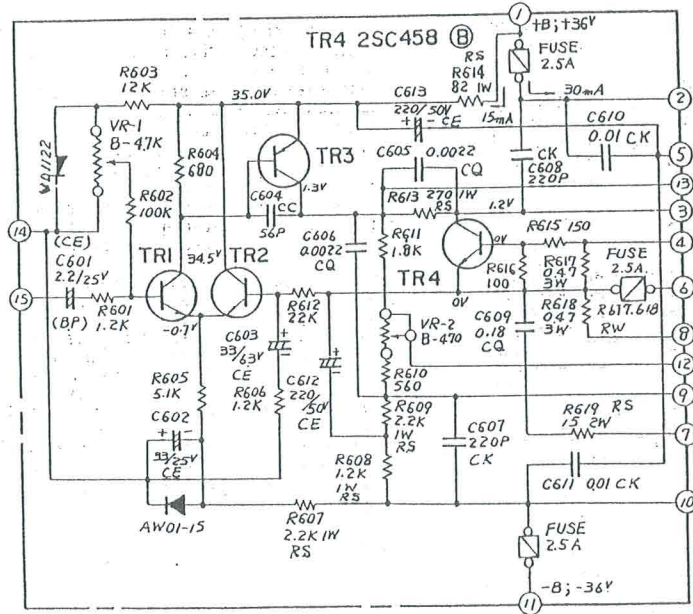 TR4 2SC458 Ⓑ
1
+B; +36V
FUSE
2.5A
RS
R614
82 1W
15mA
30mA
2
R603
12K
35.0V
C613
220/50V
CE
C610
0.01 CK
5
VR-1
B-4.7K
R604
680
TR3
C605
0.0022
CQ
CK
C608
220P
13
R602
100K
C604
CC
56P
1.3V
R613
270 1W
RS
1.2V
3
14
(CE)
C601
2.2/25V
(BP)
15
R601
1.2K
TR1
34.5V
TR2
-0.7V
C606
0.0022
CQ
R611
1.8K
TR4
0V
0V
R615 150
4
R616
100
R617
0.47
3W
FUSE
2.5A
6
R618
0.47
3W
R617.618
RW
8
C603
33/63V
CE
R612
22K
VR-2
B-470
C609
0.18
CQ
12
R605
5.1K
R606
1.2K
C612
220/50V
CE
R610
560
9
R609
2.2K
1W
RS
C607
220P
CK
R619 RS
15 2W
7
C602
33/25V
CE
R608
1.2K
1W
RS
C611 0.01 CK
AW01-15
R607
2.2K 1W
RS
10
FUSE
2.5A
11
-B; -36V